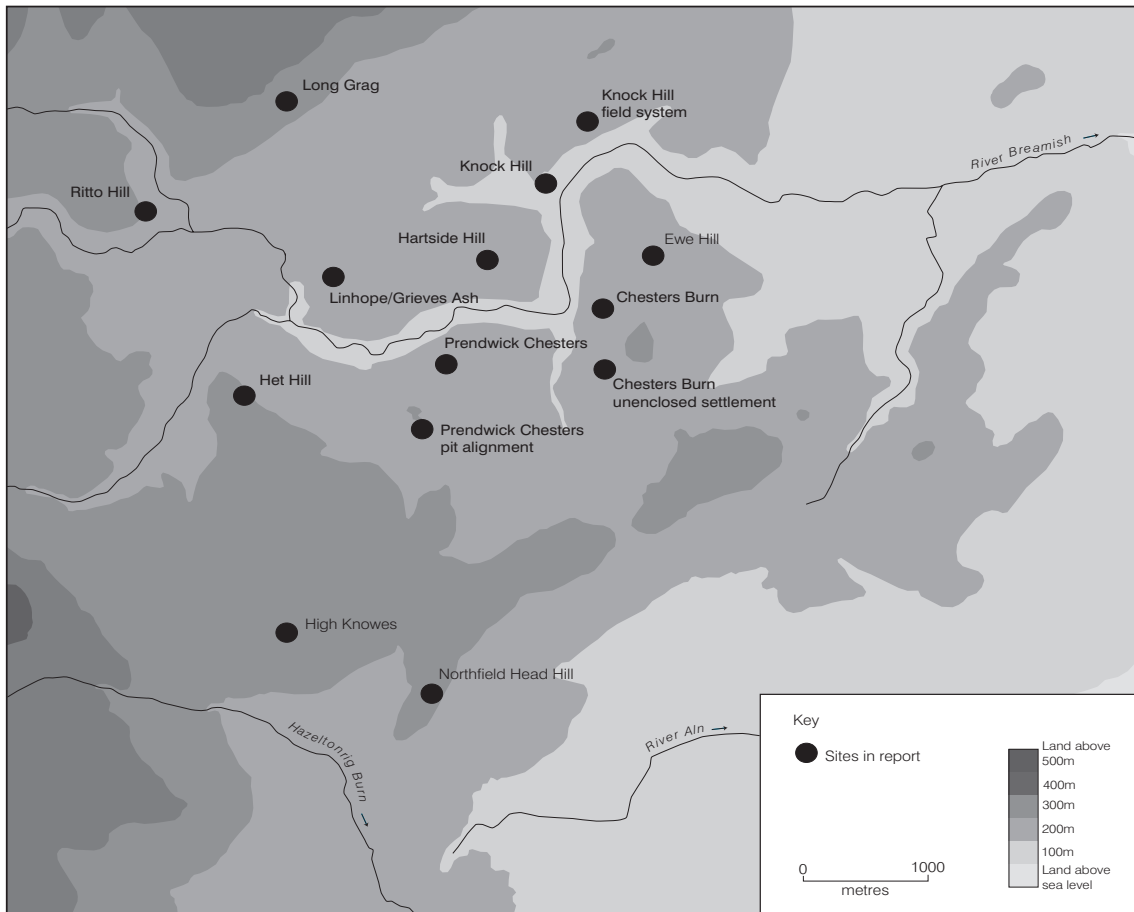 Long Grag
Knock Hill
field system
River Breamish
Knock Hill
Ritto Hill
Hartside Hill
Ewe Hill
Linhope/Grieves Ash
Chesters Burn
Prendwick Chesters
Het Hill
Chesters Burn
unenclosed settlement
Prendwick Chesters
pit alignment
High Knowes
Northfield Head Hill
Hazeltonrig Burn
River Aln
Key
Sites in report
Land above
500m
400m
300m
200m
100m
Land above
sea level
0 1000
metres